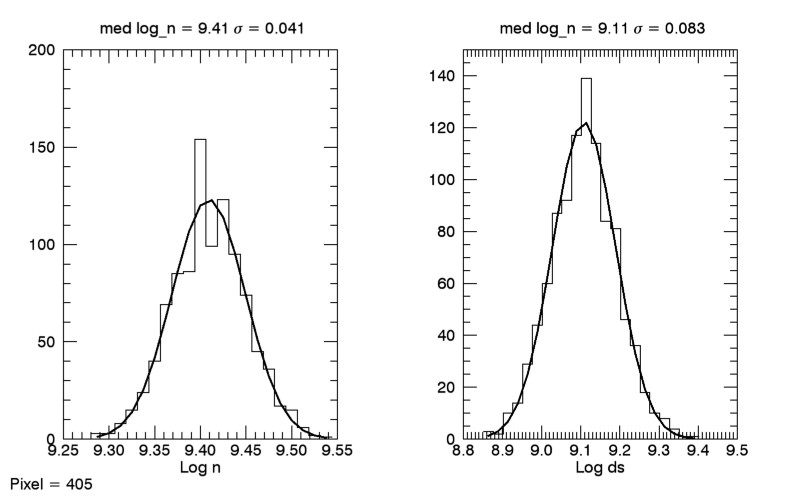 med log_n = 9.41 σ = 0.041
200
150
100
50
0
9.25 9.30 9.35 9.40 9.45 9.50 9.55
Log n
med log_n = 9.11 σ = 0.083
140
120
100
80
60
40
20
0
8.8 8.9 9.0 9.1 9.2 9.3 9.4 9.5
Log ds
Pixel = 405